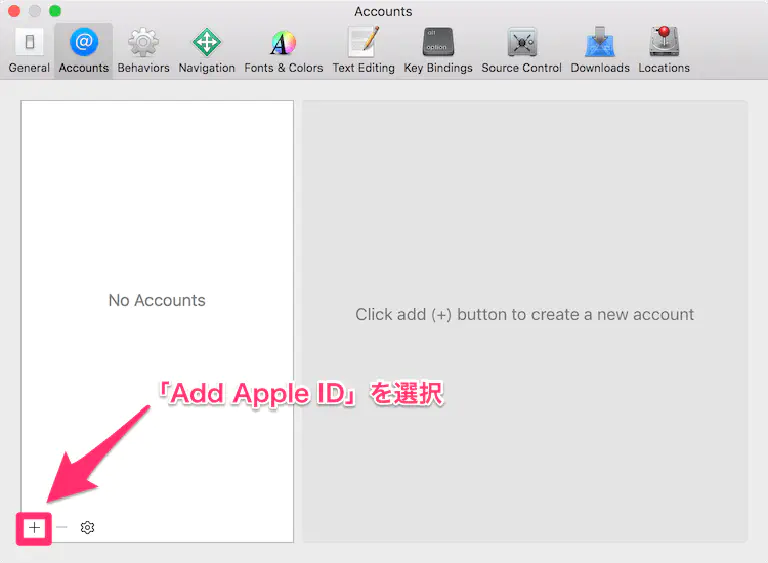 Accounts
General
Accounts
Behaviors
Navigation
Fonts & Colors
Text Editing
alt
option
Key Bindings
Source Control
Downloads
Locations
No Accounts
Click add (+) button to create a new account
「Add Apple ID」を選択